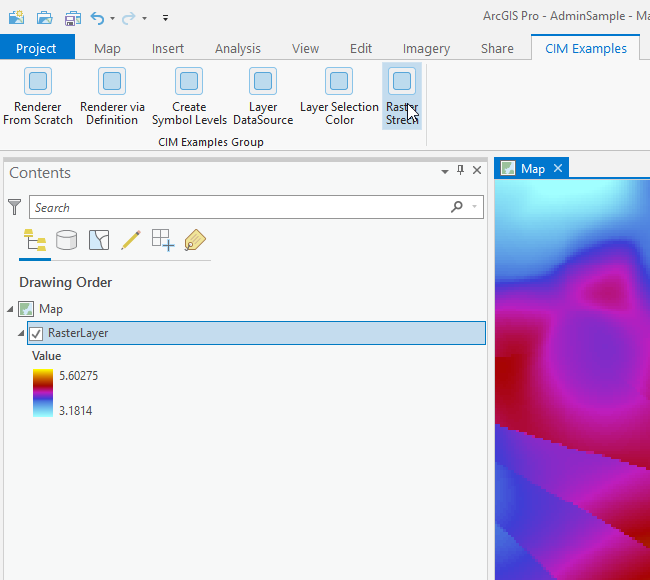 ArcGIS Pro - AdminSample - Ma
Project Map Insert Analysis View Edit Imagery Share CIM Examples
Renderer From Scratch
Renderer via Definition
Create Symbol Levels
Layer DataSource
Layer Selection Color
CIM Examples Group
Contents
Map
Search
Drawing Order
Map
RasterLayer
Value
5.60275
3.1814